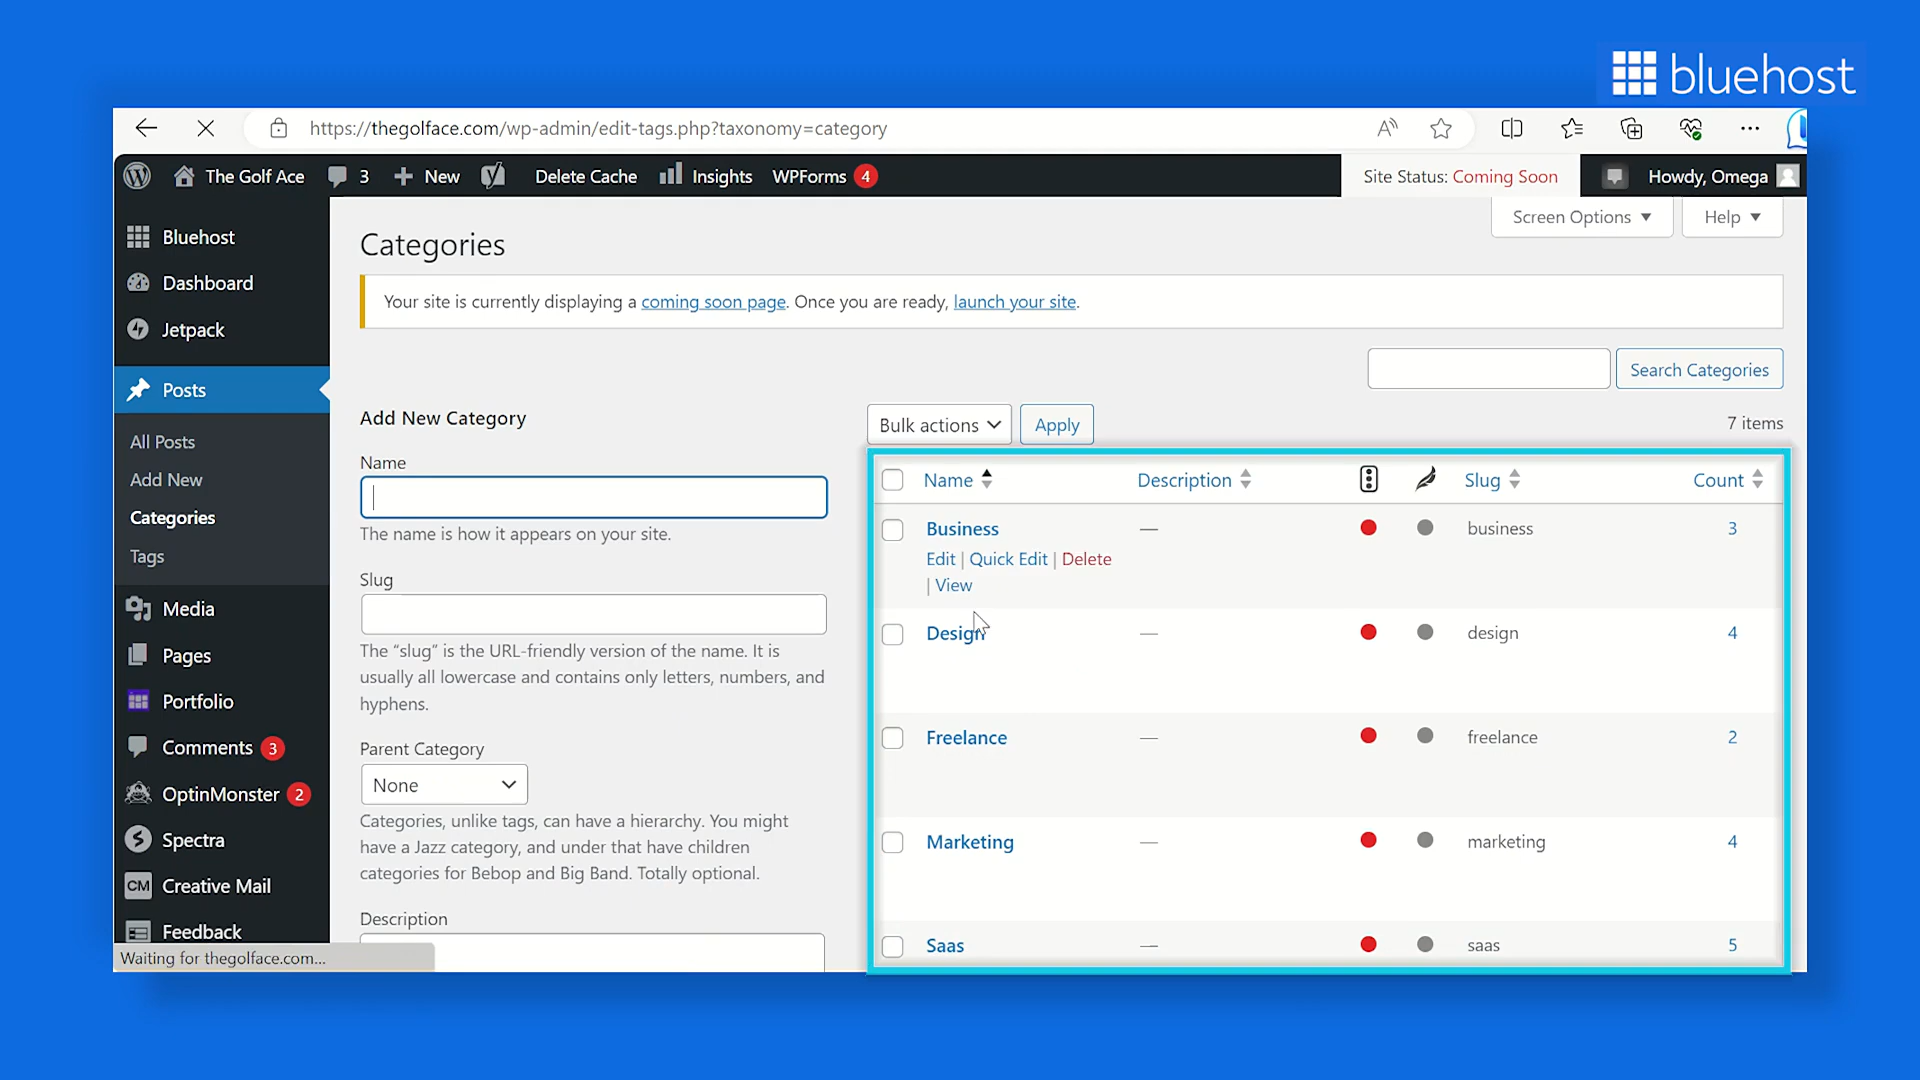 bluehost
https://thegolface.com/wp-admin/edit-tags.php?taxonomy=category
The Golf Ace 3 New Delete Cache Insights WPForms 4 Site Status: Coming Soon Howdy, Omega
Screen Options Help
Bluehost
Dashboard
Jetpack
Posts
All Posts
Add New
Categories
Tags
Media
Pages
Portfolio
Comments 3
OptinMonster 2
Spectra
CM Creative Mail
Feedback
Waiting for thegolface.com...
Categories
Your site is currently displaying a coming soon page. Once you are ready, launch your site.
Search Categories
Add New Category
Name
The name is how it appears on your site.
Slug
The “slug” is the URL-friendly version of the name. It is
usually all lowercase and contains only letters, numbers, and
hyphens.
Parent Category
None
Categories, unlike tags, can have a hierarchy. You might
have a Jazz category, and under that have children
categories for Bebop and Big Band. Totally optional.
Description
Bulk actions Apply 7 items
Name Description Slug Count
Business — business 3
Edit | Quick Edit | Delete
| View
Design — design 4
Freelance — freelance 2
Marketing — marketing 4
Saas — saas 5